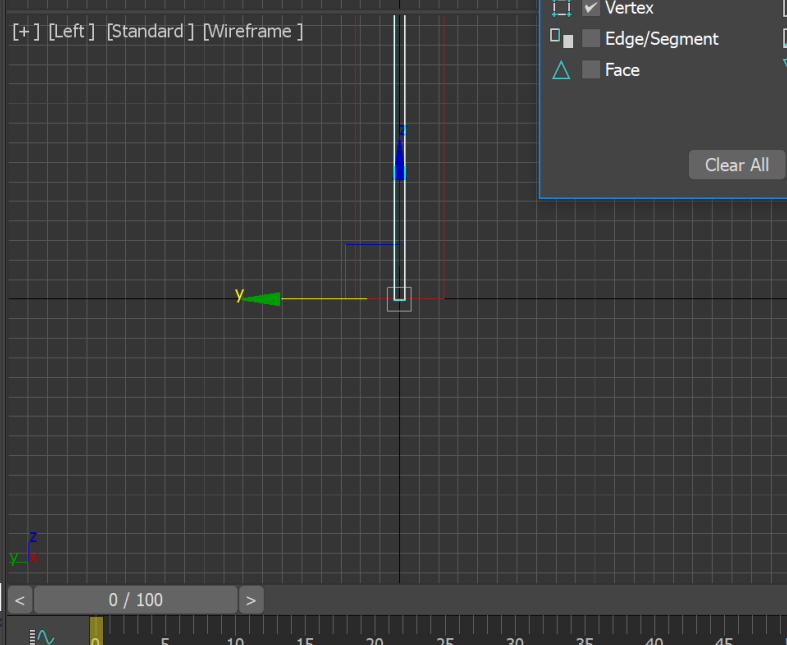 [+] [Left] [Standard] [Wireframe]
Vertex
Edge/Segment
Face
Clear All
z
y
z
y x
< 0 / 100 >
0 5 10 15 20 25 30 35 40 45